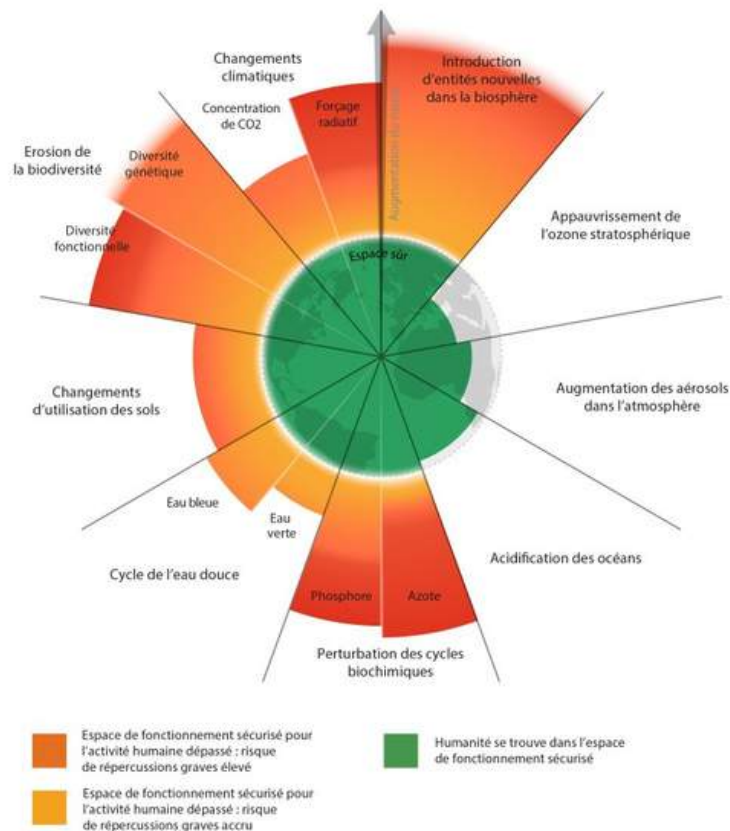 Changements
climatiques
Concentration
de CO2
Forçage
radiatif
Augmentation du risque
Introduction
d'entités nouvelles
dans la biosphère
Erosion de
la biodiversité
Diversité
génétique
Diversité
fonctionnelle
Appauvrissement de
l'ozone stratosphérique
Espace sûr
Changements
d'utilisation des sols
Augmentation des aérosols
dans l'atmosphère
Eau bleue
Eau
verte
Cycle de l'eau douce
Acidification des océans
Phosphore
Azote
Perturbation des cycles
biochimiques
Espace de fonctionnement sécurisé pour
l'activité humaine dépassé : risque
de répercussions graves élevé
Humanité se trouve dans l'espace
de fonctionnement sécurisé
Espace de fonctionnement sécurisé pour
l'activité humaine dépassé : risque
de répercussions graves accru